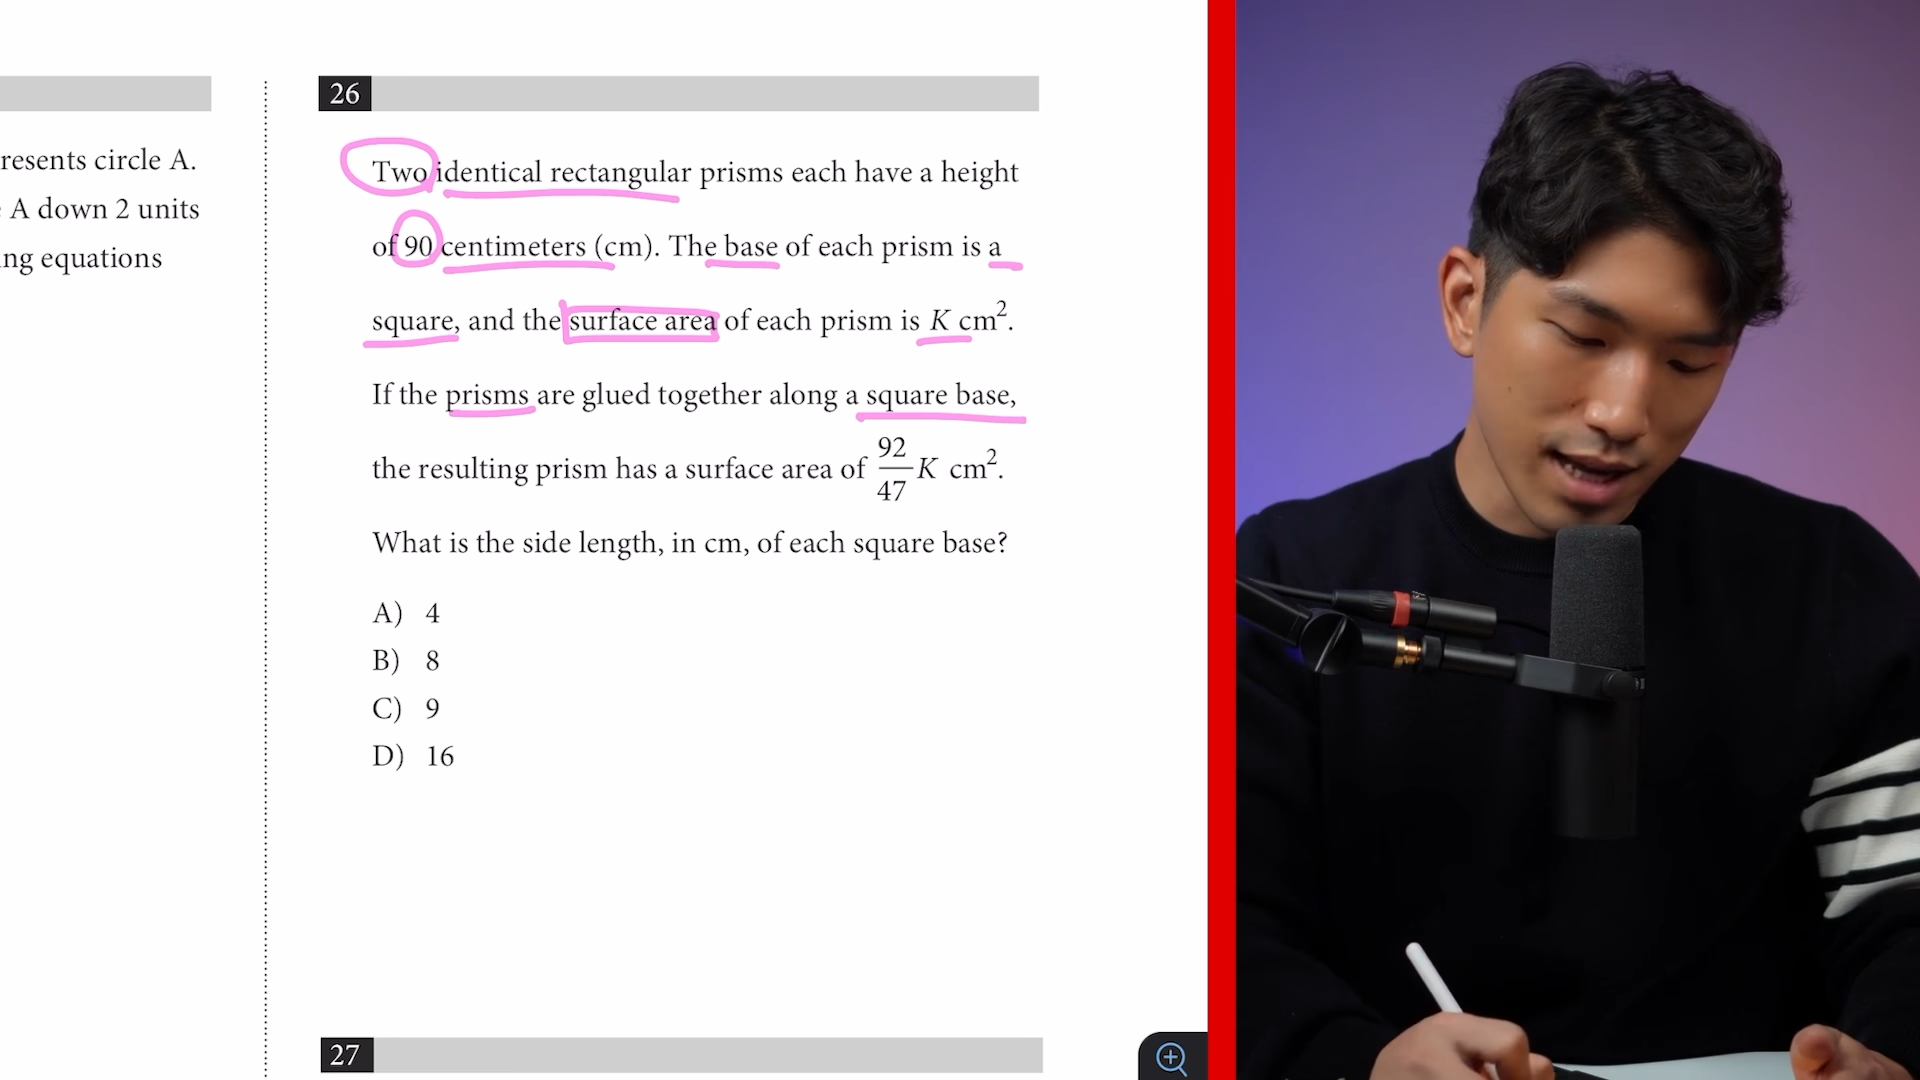 resents circle A.
A down 2 units
ing equations
26
Two identical rectangular prisms each have a height
of 90 centimeters (cm). The base of each prism is a
square, and the surface area of each prism is K cm².
If the prisms are glued together along a square base,
the resulting prism has a surface area of 92/47 K cm².
What is the side length, in cm, of each square base?
A) 4
B) 8
C) 9
D) 16
27